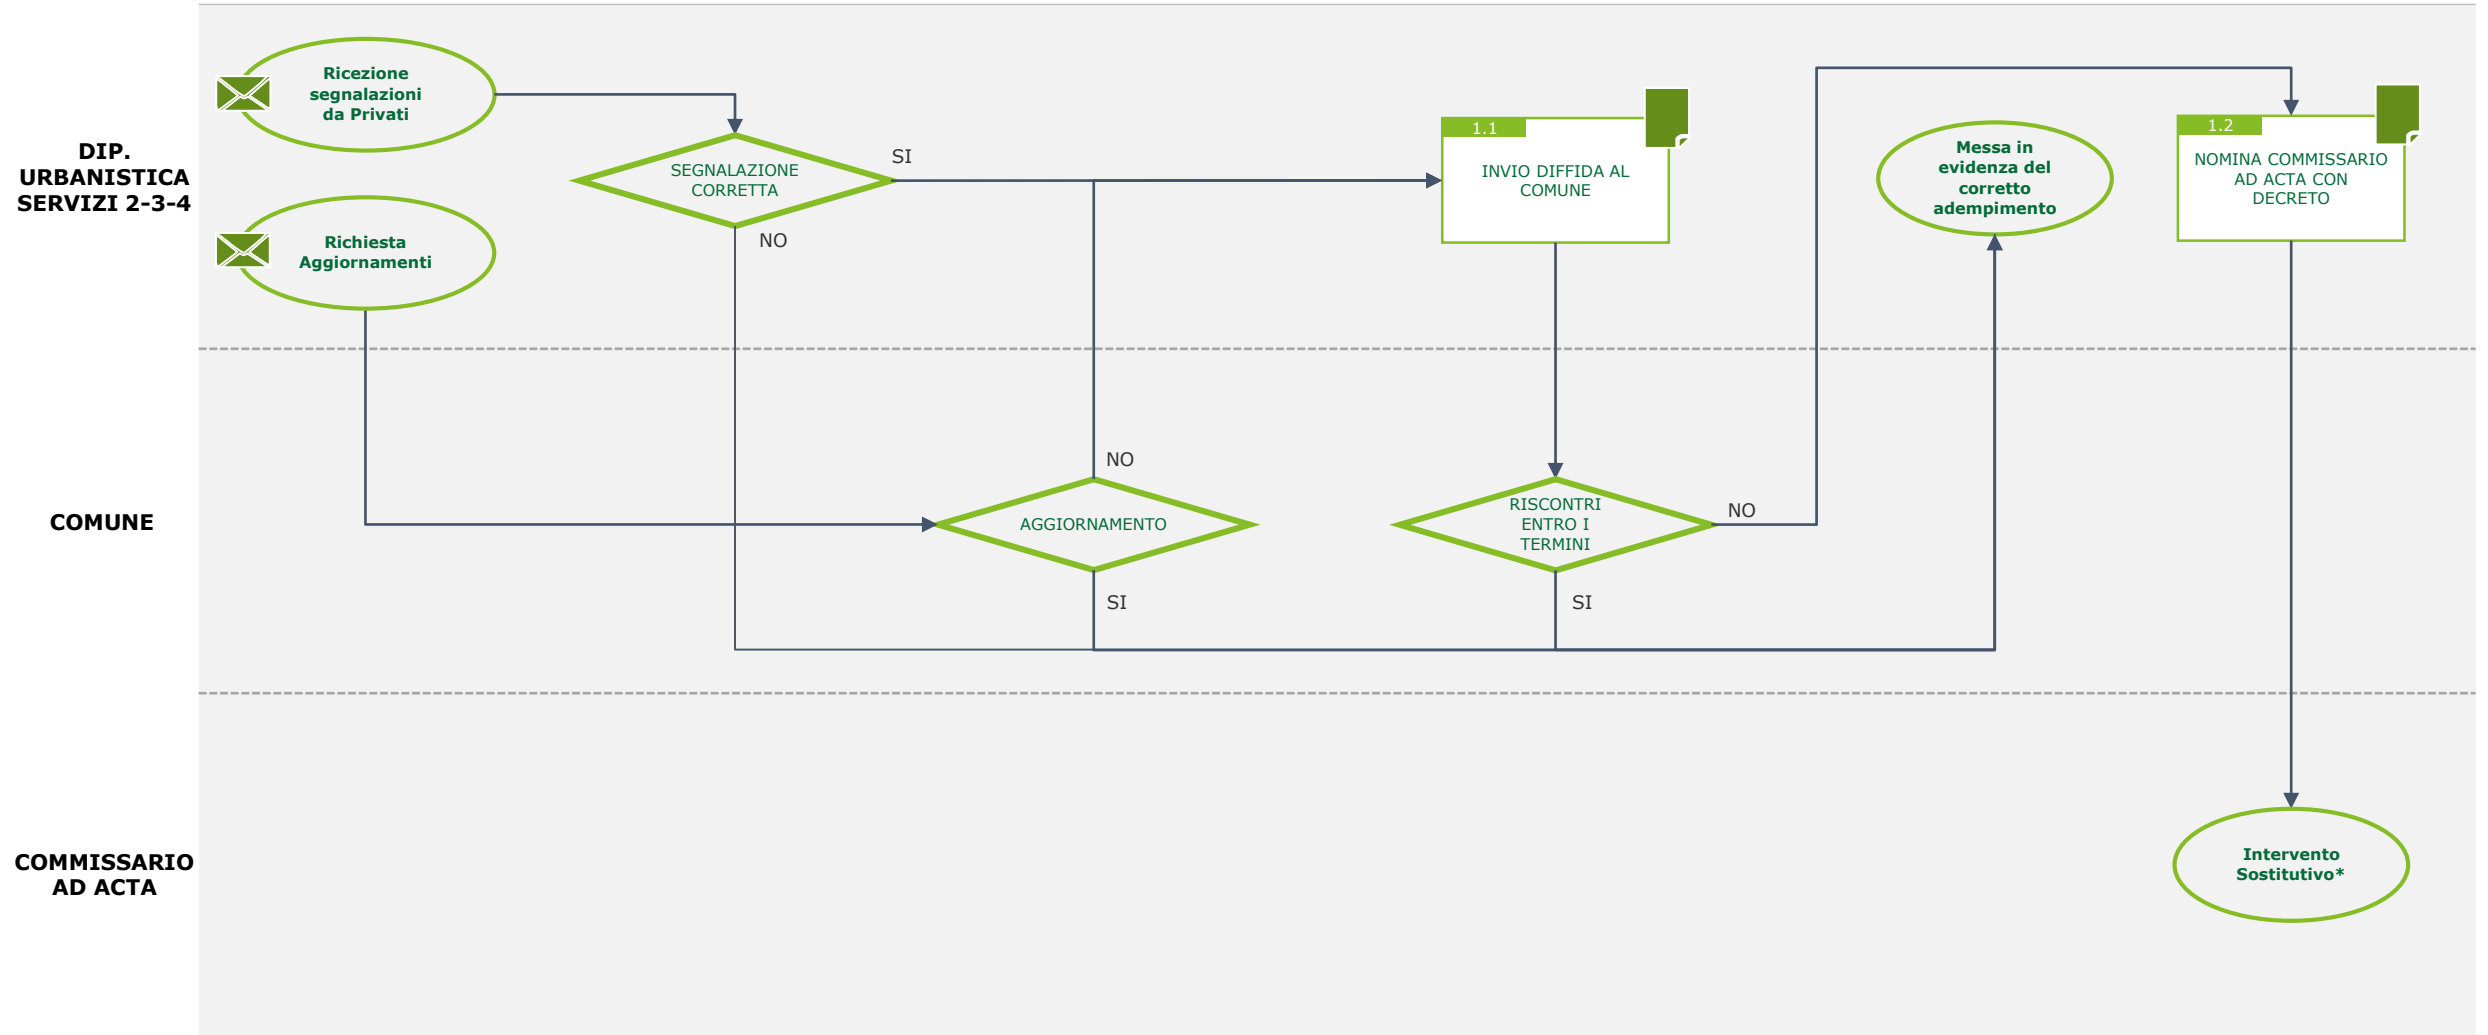 DIP.
URBANISTICA
SERVIZI 2-3-4
Ricezione
segnalazioni
da Privati
Richiesta
Aggiornamenti
SEGNALAZIONE
CORRETTA
SI
NO
1.1
INVIO DIFFIDA AL
COMUNE
Messa in
evidenza del
corretto
adempimento
1.2
NOMINA COMMISSARIO
AD ACTA CON
DECRETO
COMUNE
NO
AGGIORNAMENTO
SI
RISCONTRI
ENTRO I
TERMINI
NO
SI
COMMISSARIO
AD ACTA
Intervento
Sostitutivo*